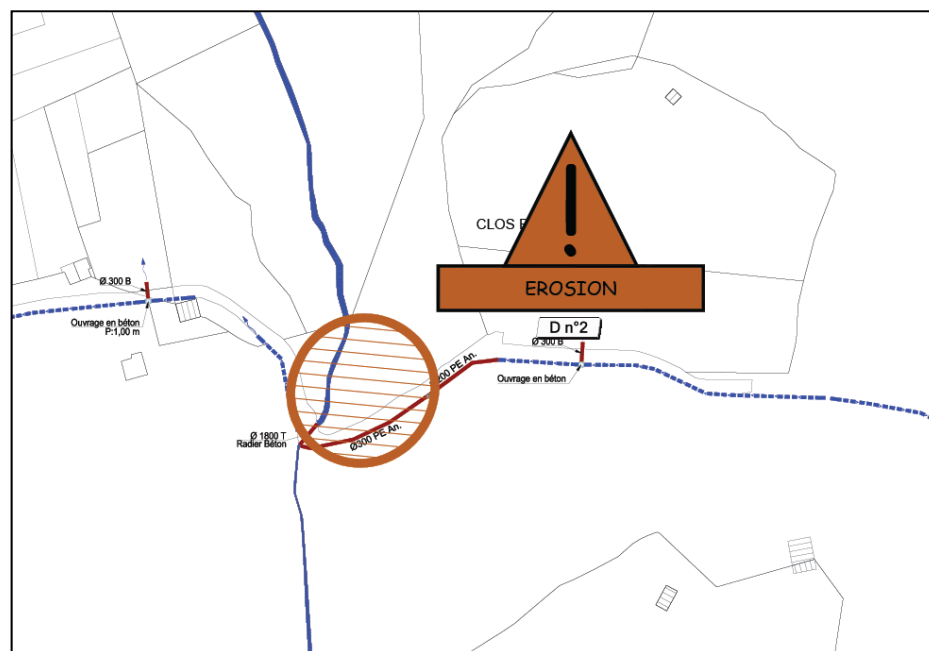 CLOS
EROSION
D n°2
Ø 300 B
Ø 300 B
Ouvrage en béton
P:1,00 m
200 PE An.
Ouvrage en béton
Ø 1800 T
Radier Béton
Ø300 PE An.